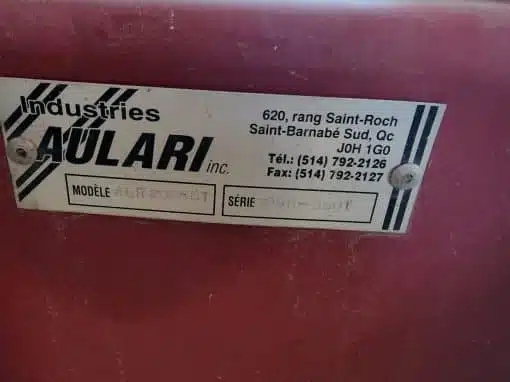 Industries
AULARI inc.
620, rang Saint-Roch
Saint-Barnabé Sud, Qc
J0H 1G0
Tél.: (514) 792-2126
Fax: (514) 792-2127
MODÈLE
SÉRIE